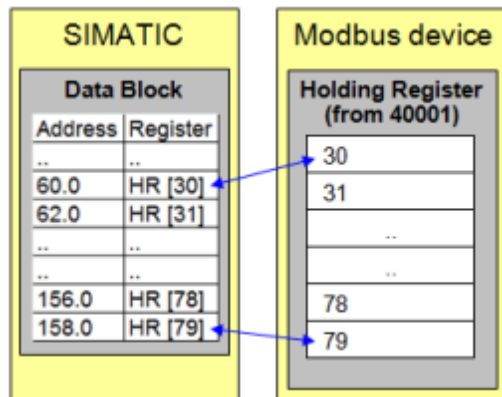 SIMATIC
Data Block
Address Register
.. ..
60.0 HR [30]
62.0 HR [31]
.. ..
.. ..
156.0 HR [78]
158.0 HR [79]
Modbus device
Holding Register
(from 40001)
30
31
..
..
78
79